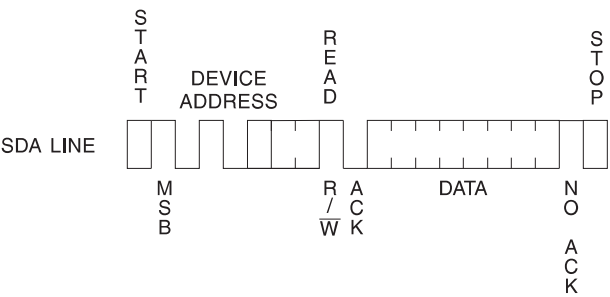 START
DEVICE
ADDRESS
READ
STOP
SDA LINE
MSB
R/W
ACK
DATA
NO ACK